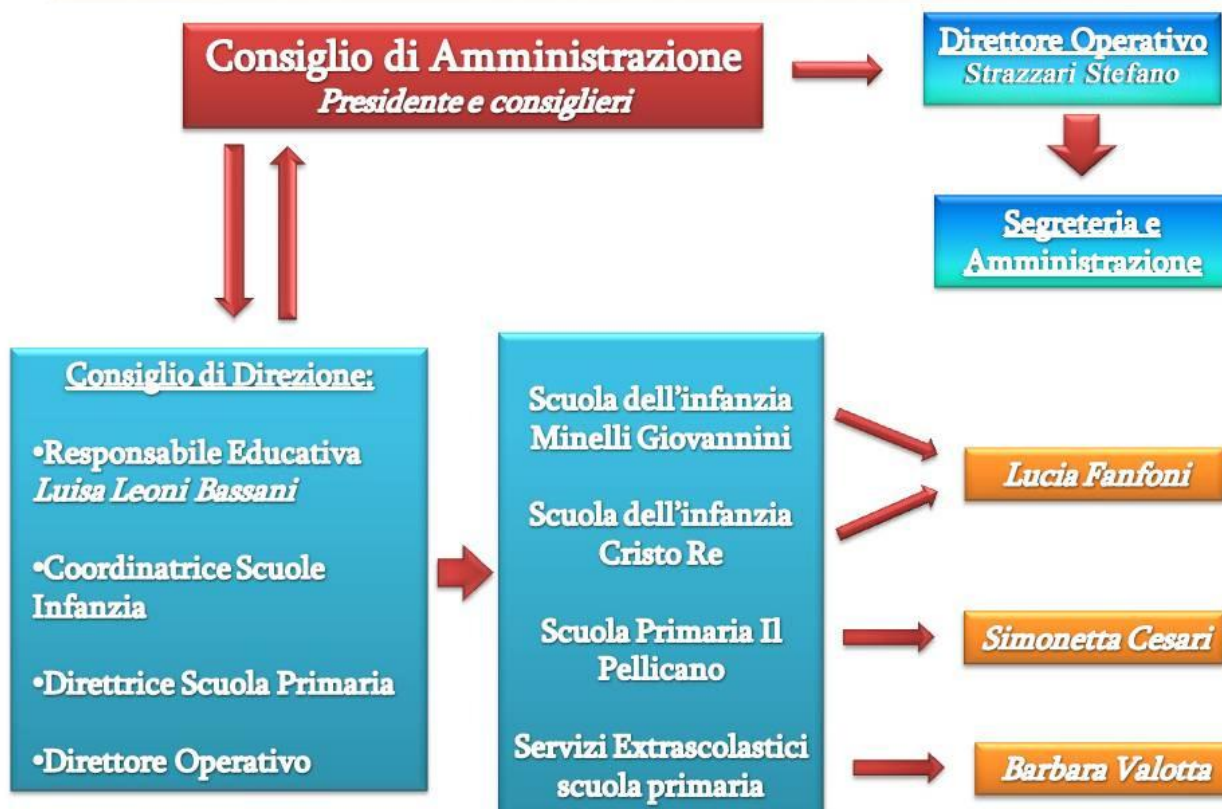 Consiglio di Amministrazione
Presidente e consiglieri
Direttore Operativo
Strazzari Stefano
Segreteria e
Amministrazione
Consiglio di Direzione:
•Responsabile Educativa
Luisa Leoni Bassani
•Coordinatrice Scuole
Infanzia
•Direttrice Scuola Primaria
•Direttore Operativo
Scuola dell'infanzia
Minelli Giovannini
Scuola dell'infanzia
Cristo Re
Scuola Primaria Il
Pellicano
Servizi Extrascolastici
scuola primaria
Lucia Fanfoni
Simonetta Cesari
Barbara Valotta